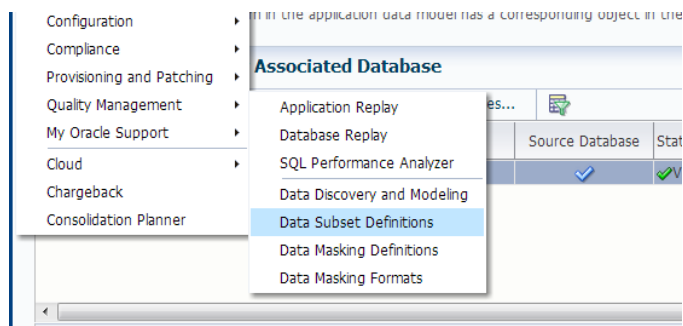 m in the application data model has a corresponding object in the
Configuration
Compliance
Provisioning and Patching
Quality Management
My Oracle Support
Cloud
Chargeback
Consolidation Planner
Associated Database
es...
Application Replay
Database Replay
SQL Performance Analyzer
Data Discovery and Modeling
Data Subset Definitions
Data Masking Definitions
Data Masking Formats
Source Database
Stat
V